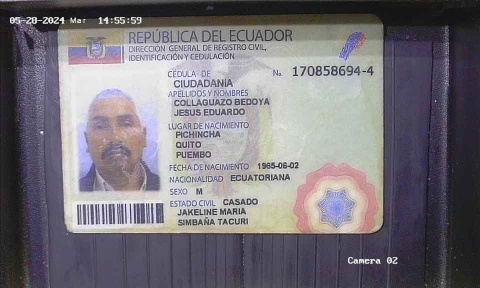 05-28-2024 Mar 14:55:59
REPÚBLICA DEL ECUADOR
DIRECCIÓN GENERAL DE REGISTRO CIVIL,
IDENTIFICACIÓN Y CEDULACIÓN
CÉDULA DE No. 170858694-4
CIUDADANÍA
APELLIDOS Y NOMBRES
COLLAGUAZO BEDOYA
JESUS EDUARDO
LUGAR DE NACIMIENTO
PICHINCHA
QUITO
PUEMBO
FECHA DE NACIMIENTO 1965-06-02
NACIONALIDAD ECUATORIANA
SEXO M
ESTADO CIVIL CASADO
JAKELINE MARIA
SIMBAÑA TACURI
Camera 02